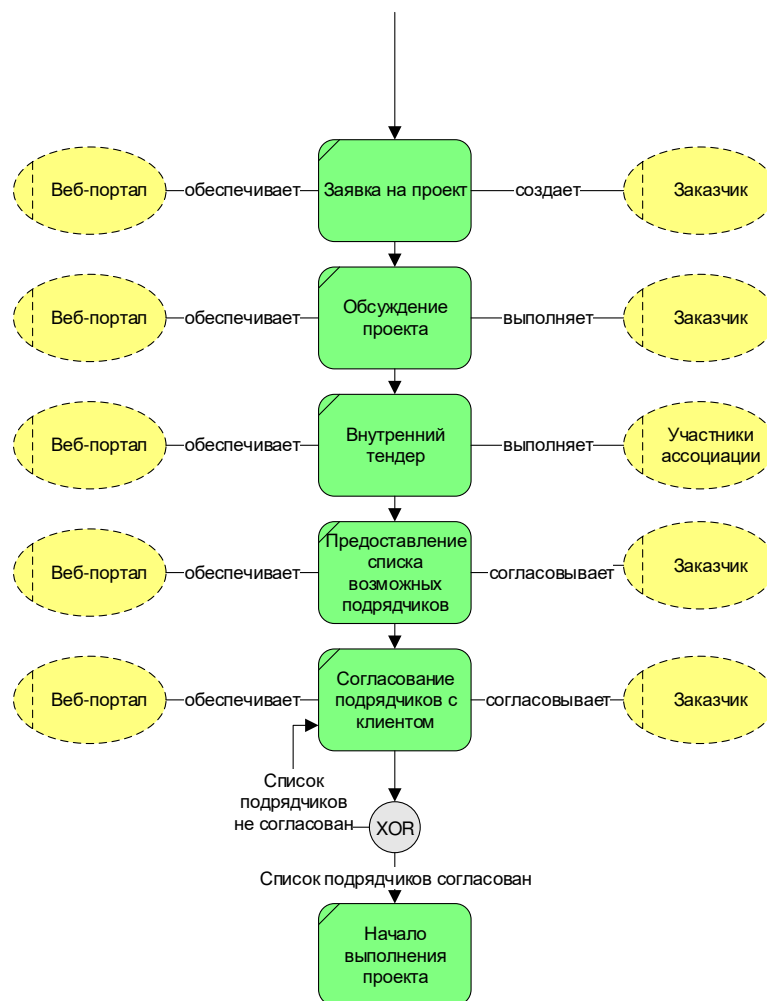 Веб-портал
обеспечивает
Заявка на проект
создает
Заказчик
Веб-портал
обеспечивает
Обсуждение
проекта
выполняет
Заказчик
Веб-портал
обеспечивает
Внутренний
тендер
выполняет
Участники
ассоциации
Веб-портал
обеспечивает
Предоставление
списка
возможных
подрядчиков
согласовывает
Заказчик
Веб-портал
обеспечивает
Согласование
подрядчиков с
клиентом
согласовывает
Заказчик
Список
подрядчиков
не согласован
XOR
Список подрядчиков согласован
Начало
выполнения
проекта